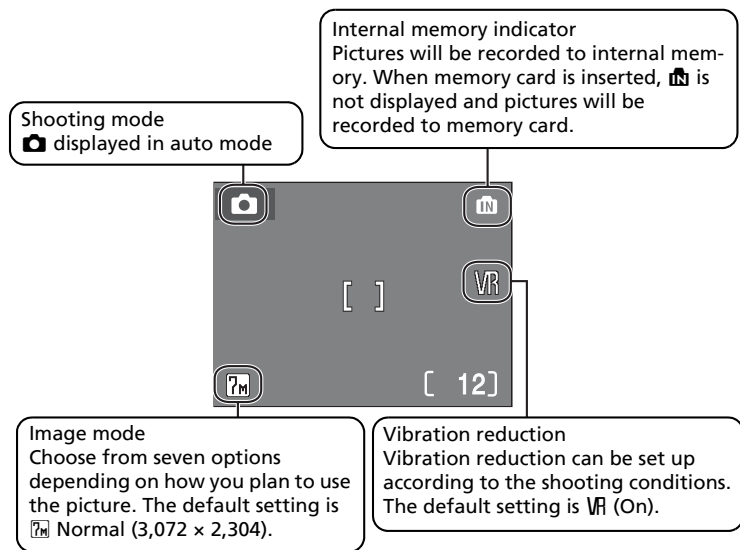 Internal memory indicator
Pictures will be recorded to internal mem-
ory. When memory card is inserted, IN is
not displayed and pictures will be
recorded to memory card.
Shooting mode
displayed in auto mode
IN
VR
[ ]
7M
[ 12]
Image mode
Choose from seven options
depending on how you plan to use
the picture. The default setting is
7M Normal (3,072 × 2,304).
Vibration reduction
Vibration reduction can be set up
according to the shooting conditions.
The default setting is VR (On).